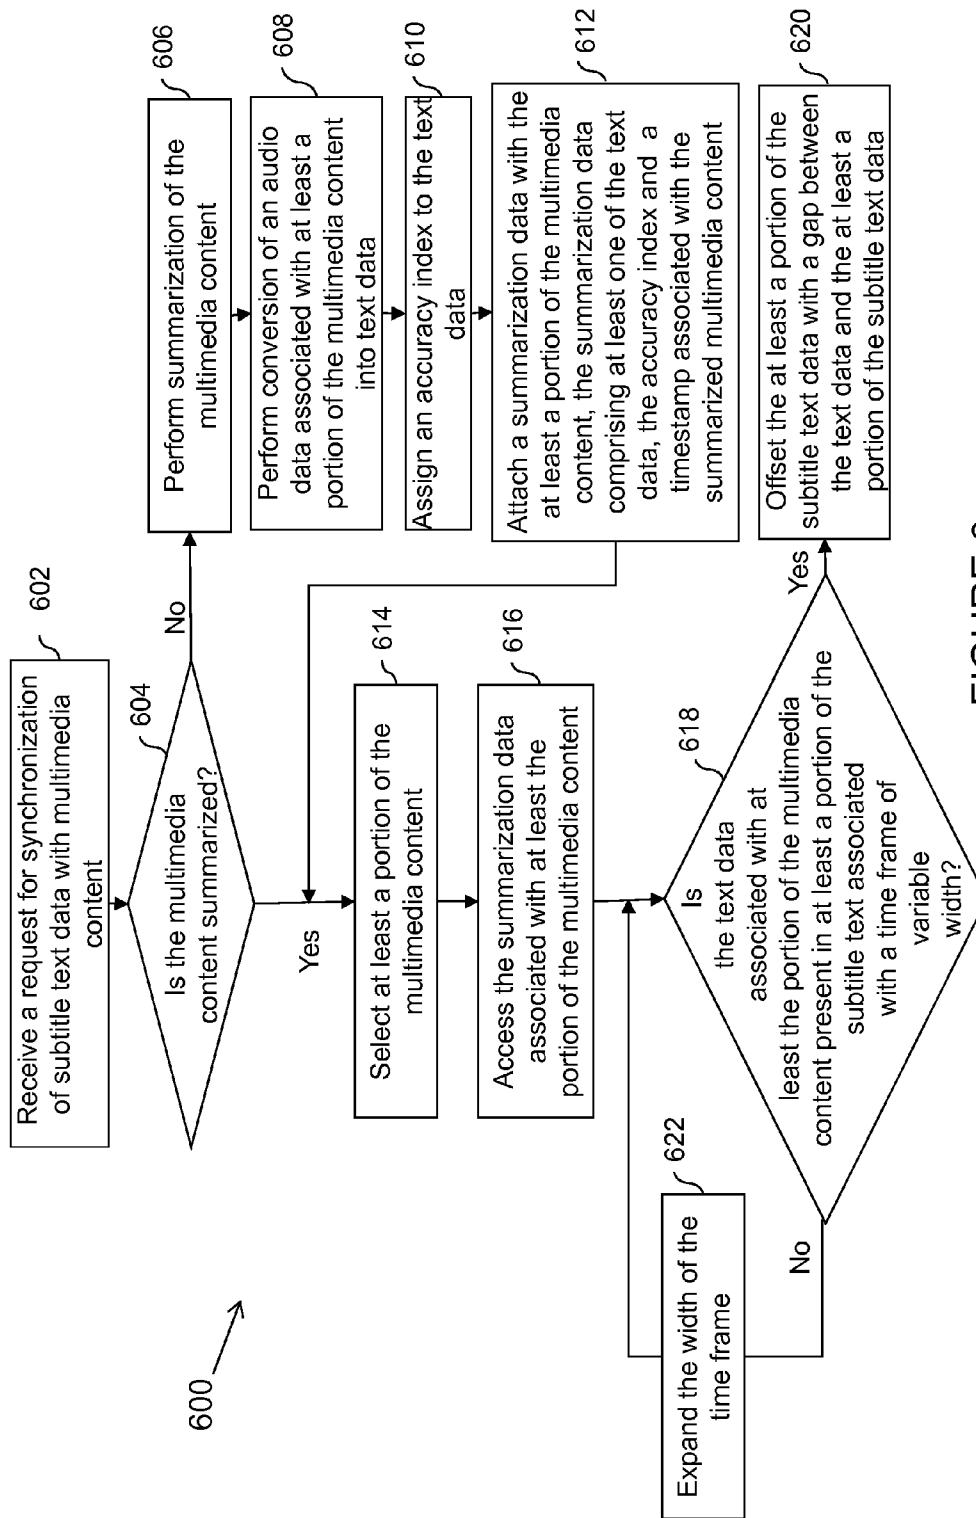 600
Receive a request for synchronization
of subtitle text data with multimedia
content
602
Is the multimedia
content summarized?
604
No
Yes
Perform summarization of the
multimedia content
606
Perform conversion of an audio
data associated with at least a
portion of the multimedia content
into text data
608
Assign an accuracy index to the text
data
610
Attach a summarization data with the
at least a portion of the multimedia
content, the summarization data
comprising at least one of the text
data, the accuracy index and a
timestamp associated with the
summarized multimedia content
612
Select at least a portion of the
multimedia content
614
Access the summarization data
associated with at least the
portion of the multimedia content
616
Is
the text data
associated with at
least the portion of the multimedia
content present in at least a portion of the
subtitle text associated
with a time frame of
variable
width?
618
Yes
No
Offset the at least a portion of the
subtitle text data with a gap between
the text data and the at least a
portion of the subtitle text data
620
Expand the width of the
time frame
622
FIGURE